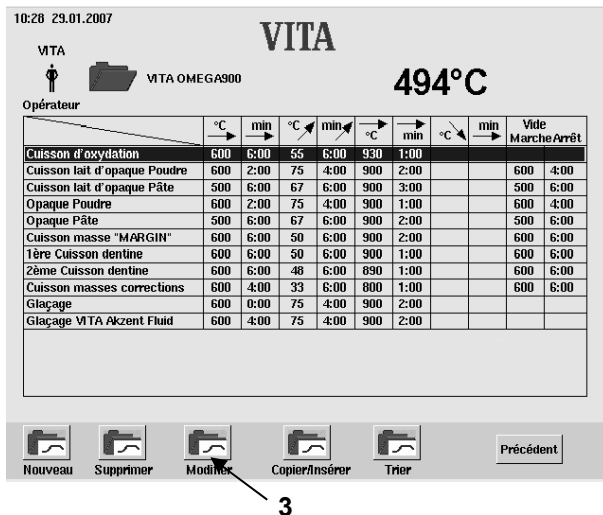 10:28 29.01.2007
VITA
VITA
VITA OMEGA900
494°C
Opérateur
°C min °C min °C min °C min Vide
Marche Arrêt
Cuisson d'oxydation 600 6:00 55 6:00 930 1:00
Cuisson lait d'opaque Poudre 600 2:00 75 4:00 900 2:00 600 4:00
Cuisson lait d'opaque Pâte 500 6:00 67 6:00 900 3:00 500 6:00
Opaque Poudre 600 2:00 75 4:00 900 1:00 600 4:00
Opaque Pâte 500 6:00 67 6:00 900 2:00 500 6:00
Cuisson masse "MARGIN" 600 6:00 50 6:00 900 2:00 600 6:00
1ère Cuisson dentine 600 6:00 50 6:00 900 1:00 600 6:00
2ème Cuisson dentine 600 6:00 48 6:00 890 1:00 600 6:00
Cuisson masses corrections 600 4:00 33 6:00 800 1:00 600 6:00
Glaçage 600 0:00 75 4:00 900 2:00
Glaçage VITA Akzent Fluid 600 4:00 75 4:00 900 2:00
Nouveau Supprimer Modifier Copier/Insérer Trier Précédent
3